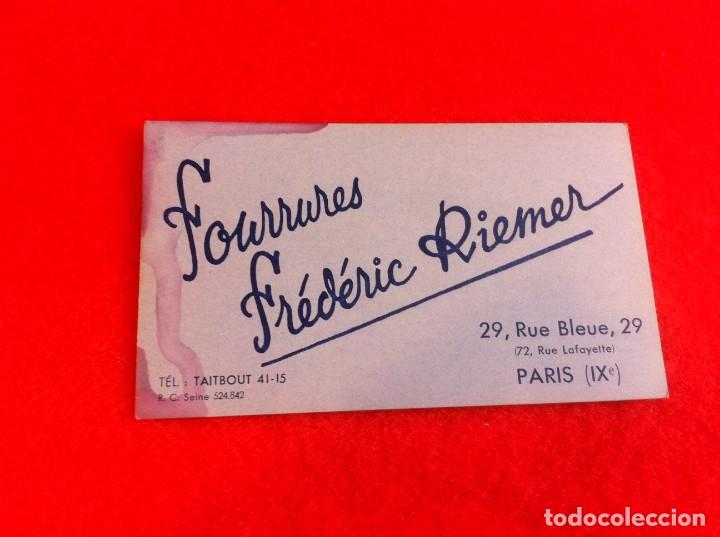 Fourrures
Frédéric Riemer
29, Rue Bleue, 29
(72, Rue Lafayette)
PARIS (IXe)
TÉL. : TAITBOUT 41-15
R. C. Seine 524.842
todocoleccion